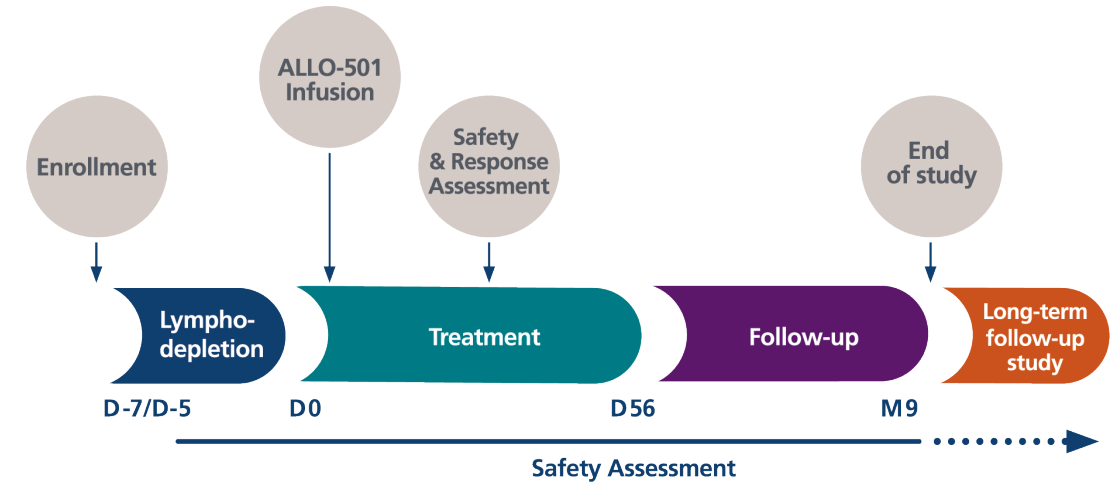 ALLO-501
Infusion
Enrollment
Safety
& Response
Assessment
End
of study
Lympho-
depletion
Treatment
Follow-up
Long-term
follow-up
study
D-7/D-5
D0
D56
M9
Safety Assessment